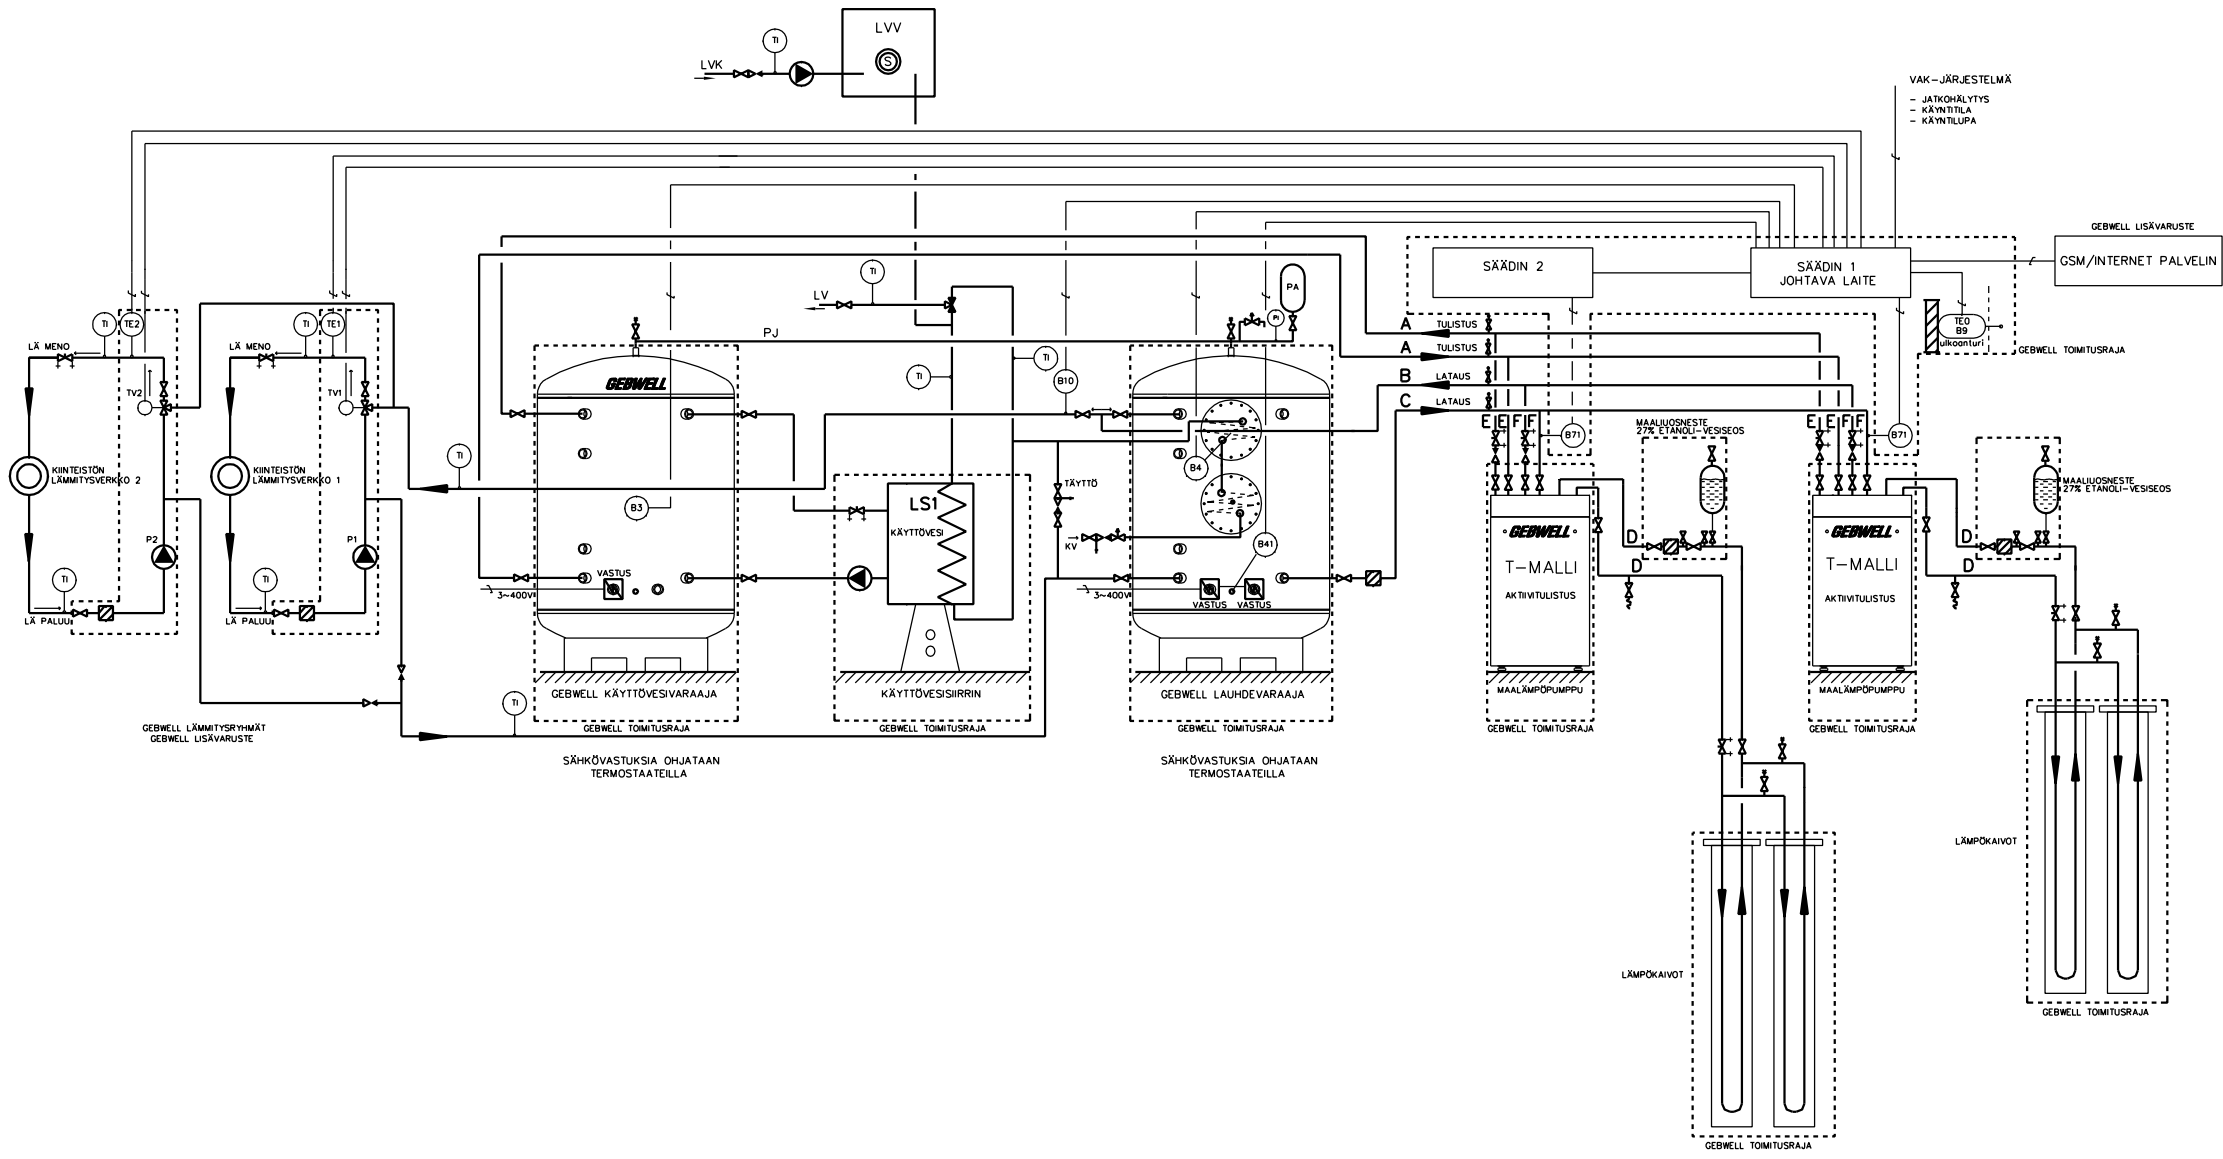 LVV
S
TI
LVK
VAK-JÄRJESTELMÄ
- JATKOHÄLYTYS
- KÄYNTITILA
- KÄYNTILUPA
GEBWELL LISÄVARUSTE
GSM/INTERNET PALVELIN
SÄÄDIN 2
SÄÄDIN 1
JOHTAVA LAITE
TE0
B9
ulkoanturi
GEBWELL TOIMITUSRAJA
TI
TE2
TI
TE1
LÄ MENO
LÄ MENO
TV2
TV1
TI
LV
PJ
PA
PI
TI
TI
B10
A
TULISTUS
A
TULISTUS
B
LATAUS
C
LATAUS
E E F F
B71
E E F F
B71
MAALIUOSNESTE
27% ETANOLI-VESISEOS
MAALIUOSNESTE
27% ETANOLI-VESISEOS
GEBWELL
KIINTEISTÖN
LÄMMITYSVERKKO 2
KIINTEISTÖN
LÄMMITYSVERKKO 1
TI
B3
LS1
KÄYTTÖVESI
TÄYTTÖ
KV
B4
B41
P2
P1
TI
TI
LÄ PALUU
LÄ PALUU
VASTUS
3~400V
3~400V
VASTUS
VASTUS
GEBWELL
T-MALLI
AKTIIVITULISTUS
D
D
GEBWELL
T-MALLI
AKTIIVITULISTUS
D
D
GEBWELL KÄYTTÖVESIVARAAJA
KÄYTTÖVESISIIRRIN
GEBWELL LAUHDEVARAAJA
MAALÄMPÖPUMPPU
MAALÄMPÖPUMPPU
TI
GEBWELL LÄMMITYSRYHMÄT
GEBWELL LISÄVARUSTE
GEBWELL TOIMITUSRAJA
GEBWELL TOIMITUSRAJA
GEBWELL TOIMITUSRAJA
GEBWELL TOIMITUSRAJA
GEBWELL TOIMITUSRAJA
SÄHKÖVASTUKSIA OHJATAAN
TERMOSTAATEILLA
SÄHKÖVASTUKSIA OHJATAAN
TERMOSTAATEILLA
LÄMPÖKAIVOT
LÄMPÖKAIVOT
GEBWELL TOIMITUSRAJA
GEBWELL TOIMITUSRAJA